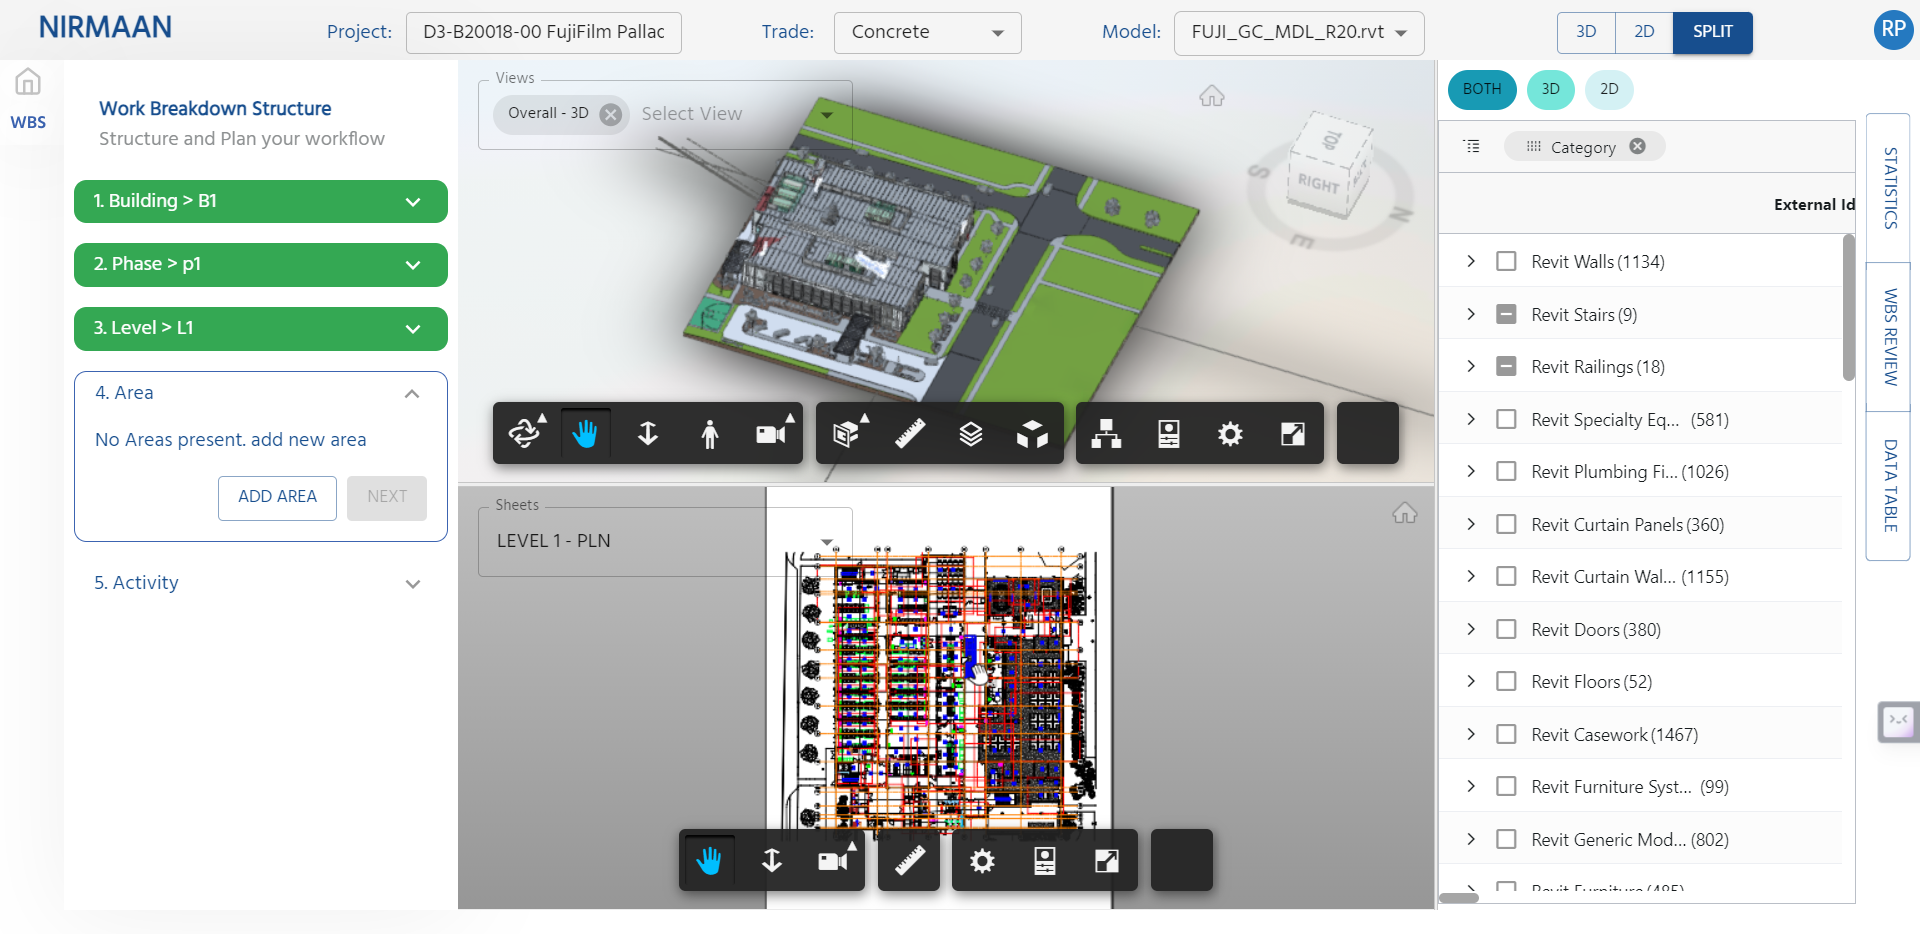 NIRMAAN
Project: D3-B20018-00 FujiFilm Pallac
Trade: Concrete
Model: FUJI_GC_MDL_R20.rvt
3D 2D SPLIT
RP
WBS
Work Breakdown Structure
Structure and Plan your workflow
1. Building > B1
2. Phase > p1
3. Level > L1
4. Area
No Areas present. add new area
ADD AREA NEXT
5. Activity
Views
Overall - 3D Select View
TOP
RIGHT
S
E
N
Sheets
LEVEL 1 - PLN
BOTH 3D 2D
Category
External Id
Revit Walls (1134)
Revit Stairs (9)
Revit Railings (18)
Revit Specialty Eq... (581)
Revit Plumbing Fi... (1026)
Revit Curtain Panels (360)
Revit Curtain Wal... (1155)
Revit Doors (380)
Revit Floors (52)
Revit Casework (1467)
Revit Furniture Syst... (99)
Revit Generic Mod... (802)
Revit Furniture (485)
STATISTICS
WBS REVIEW
DATA TABLE